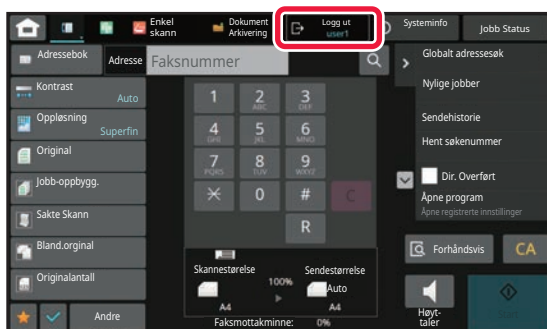 Enkel
skann
Dokument
Arkivering
Logg ut
user1
Systeminfo
Jobb Status
Adressebok
Adresse
Faksnummer
Globalt adressesøk
Kontrast
Auto
Nylige jobber
Oppløsning
Superfin
Sendehistorie
Original
Hent søkenummer
Jobb-oppbygg.
Dir. Overført
Sakte Skann
Åpne program
Åpne registrerte innstillinger
Bland.orginal
Originalantall
Andre
1
2
ABC
3
DEF
4
GHI
5
JKL
6
MNO
7
PQRS
8
TUV
9
WXYZ
0
#
C
R
Skannestørelse
100%
Sendestørrelse
Auto
A4
A4
Faksmottakminne:
0%
Forhåndsvis
CA
Høyt-
taler